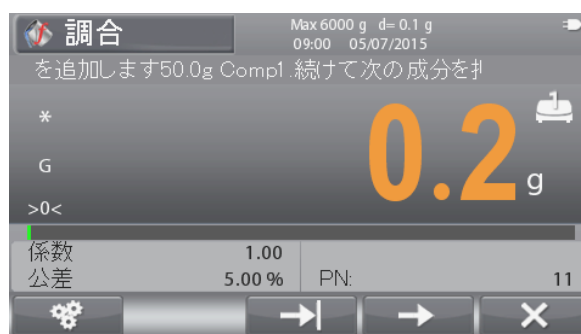 調合
Max 6000 g d= 0.1 g
09:00 05/07/2015
を追加します50.0g Comp1 .続けて次の成分を
*
1
G
0.2 g
>0<
係数 1.00
公差 5.00 % PN: 11